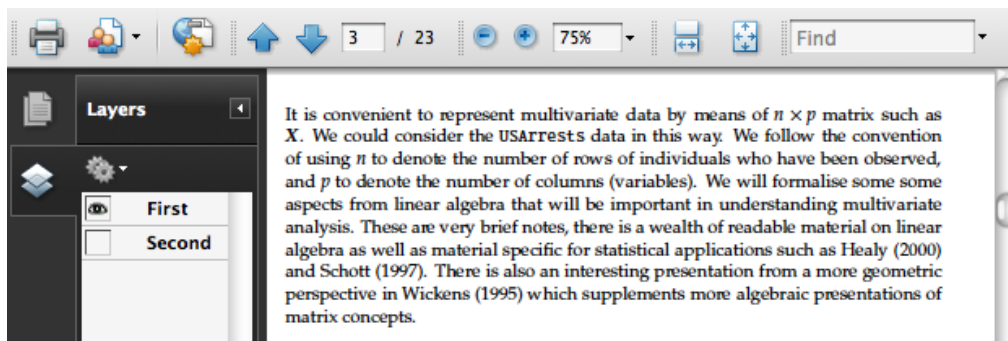 3 / 23 75% Find
Layers
First
Second
It is convenient to represent multivariate data by means of n × p matrix such as
X. We could consider the USArrests data in this way. We follow the convention
of using n to denote the number of rows of individuals who have been observed,
and p to denote the number of columns (variables). We will formalise some some
aspects from linear algebra that will be important in understanding multivariate
analysis. These are very brief notes, there is a wealth of readable material on linear
algebra as well as material specific for statistical applications such as Healy (2000)
and Schott (1997). There is also an interesting presentation from a more geometric
perspective in Wickens (1995) which supplements more algebraic presentations of
matrix concepts.